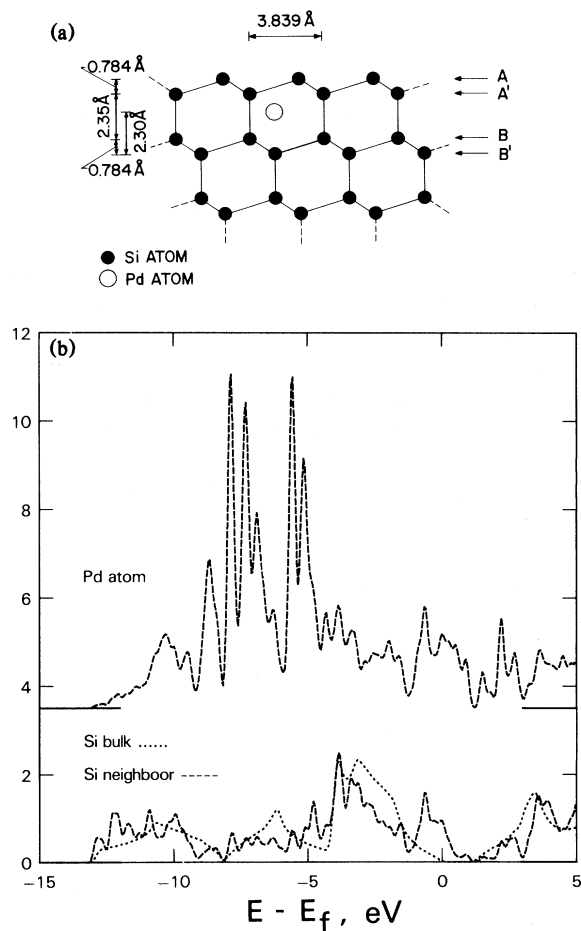 (a)
3.839 Å
0.784 Å
2.35Å
2.30Å
0.784 Å
A
A'
B
B'
Si ATOM
Pd ATOM
(b)
12
10
8
6
4
Pd atom
Si bulk ......
Si neighboor -------
2
0
−15 −10 −5 0 5
E - Ef , eV